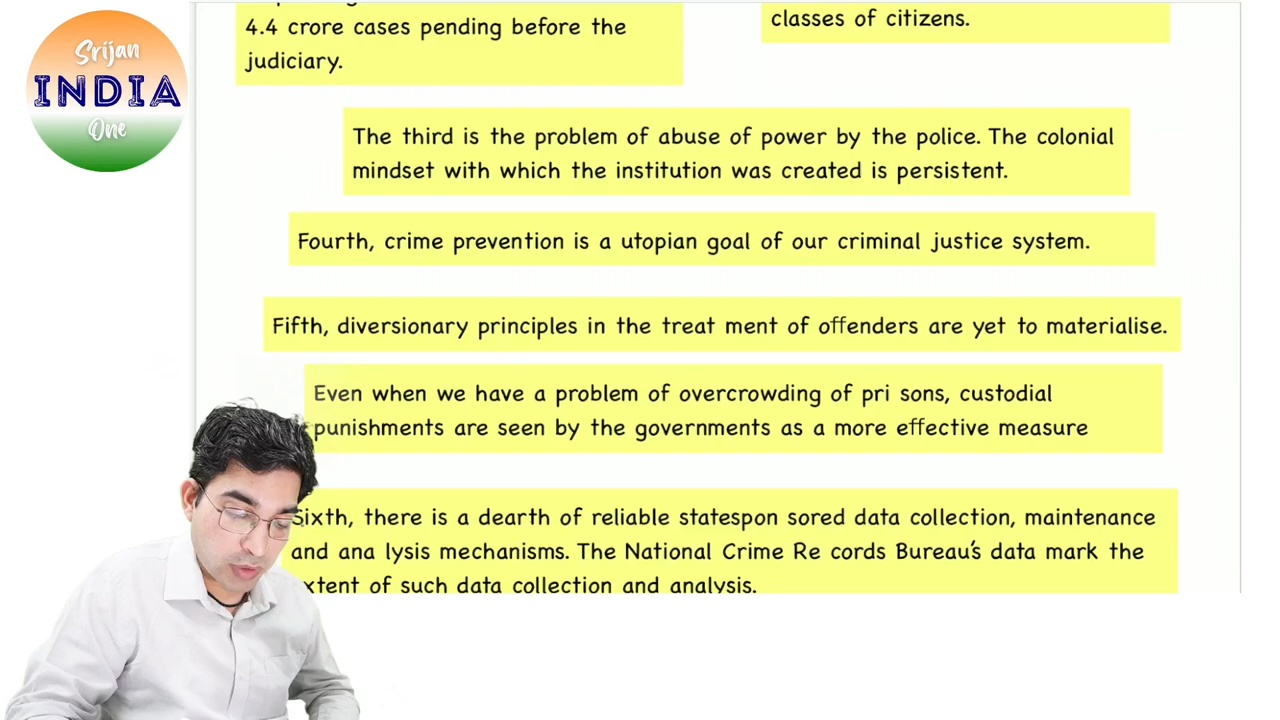 Srijan
INDIA
One
4.4 crore cases pending before the
judiciary.
classes of citizens.
The third is the problem of abuse of power by the police. The colonial
mindset with which the institution was created is persistent.
Fourth, crime prevention is a utopian goal of our criminal justice system.
Fifth, diversionary principles in the treat ment of offenders are yet to materialise.
Even when we have a problem of overcrowding of pri sons, custodial
punishments are seen by the governments as a more effective measure
Sixth, there is a dearth of reliable statespon sored data collection, maintenance
and ana lysis mechanisms. The National Crime Re cords Bureau's data mark the
extent of such data collection and analysis.